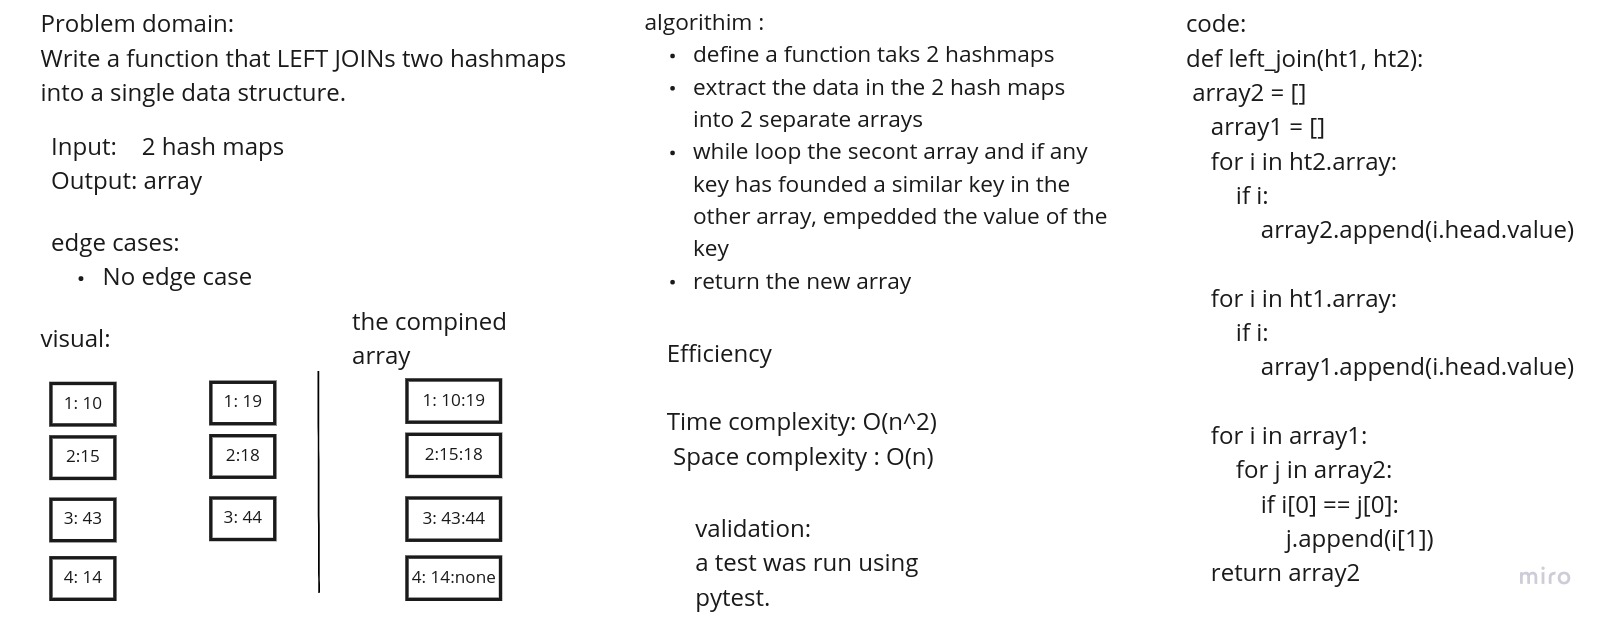 Problem domain:
Write a function that LEFT JOINs two hashmaps
into a single data structure.
Input: 2 hash maps
Output: array
edge cases:
• No edge case
visual:
the compined
array
1: 10
1: 19
1: 10:19
2:15
2:18
2:15:18
3: 43
3: 44
3: 43:44
4: 14
4: 14:none
algorithim :
• define a function taks 2 hashmaps
• extract the data in the 2 hash maps
into 2 separate arrays
• while loop the secont array and if any
key has founded a similar key in the
other array, empedded the value of the
key
• return the new array
Efficiency
Time complexity: O(n^2)
Space complexity : O(n)
validation:
a test was run using
pytest.
code:
def left_join(ht1, ht2):
array2 = []
array1 = []
for i in ht2.array:
if i:
array2.append(i.head.value)
for i in ht1.array:
if i:
array1.append(i.head.value)
for i in array1:
for j in array2:
if i[0] == j[0]:
j.append(i[1])
return array2
miro